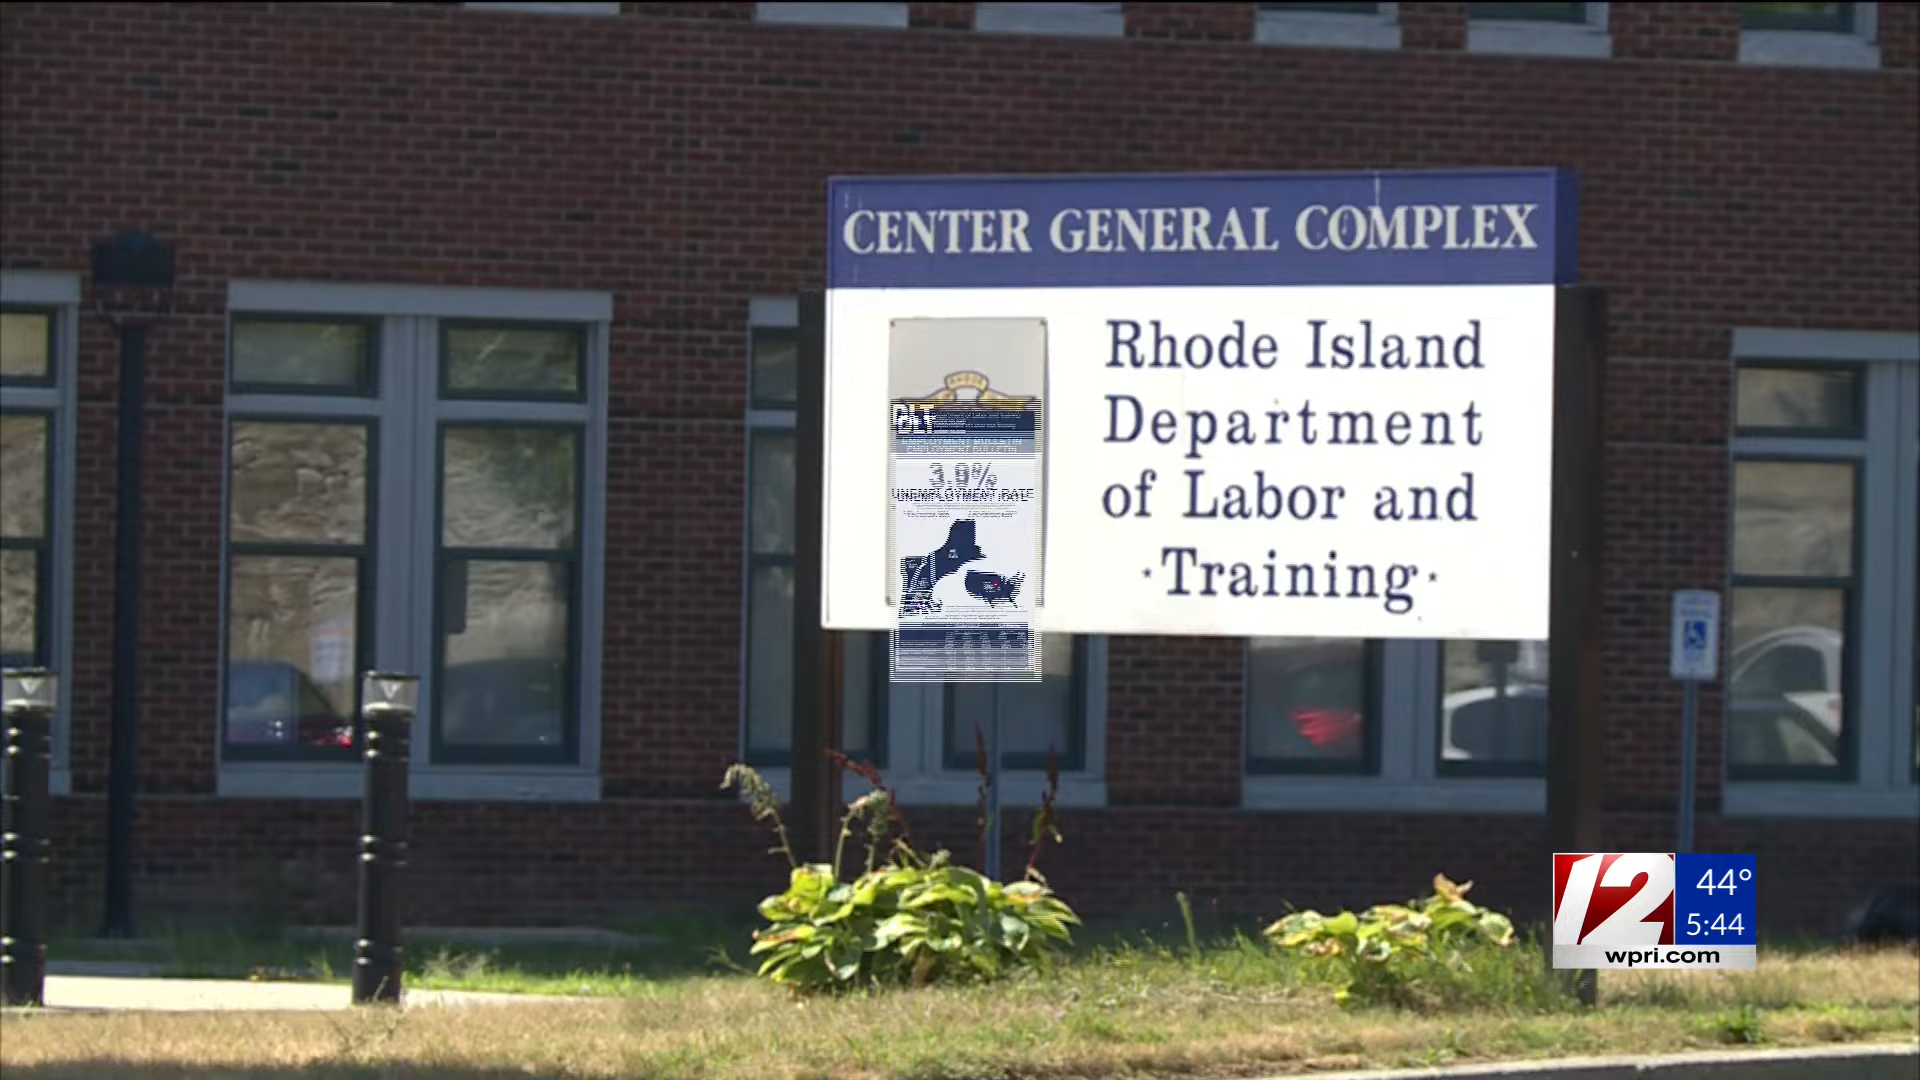 CENTER GENERAL COMPLEX
Rhode Island
Department
of Labor and
·Training·
DLT
EMPLOYMENT BULLETIN
3.9%
UNEMPLOYMENT RATE
12
44°
5:44
wpri.com